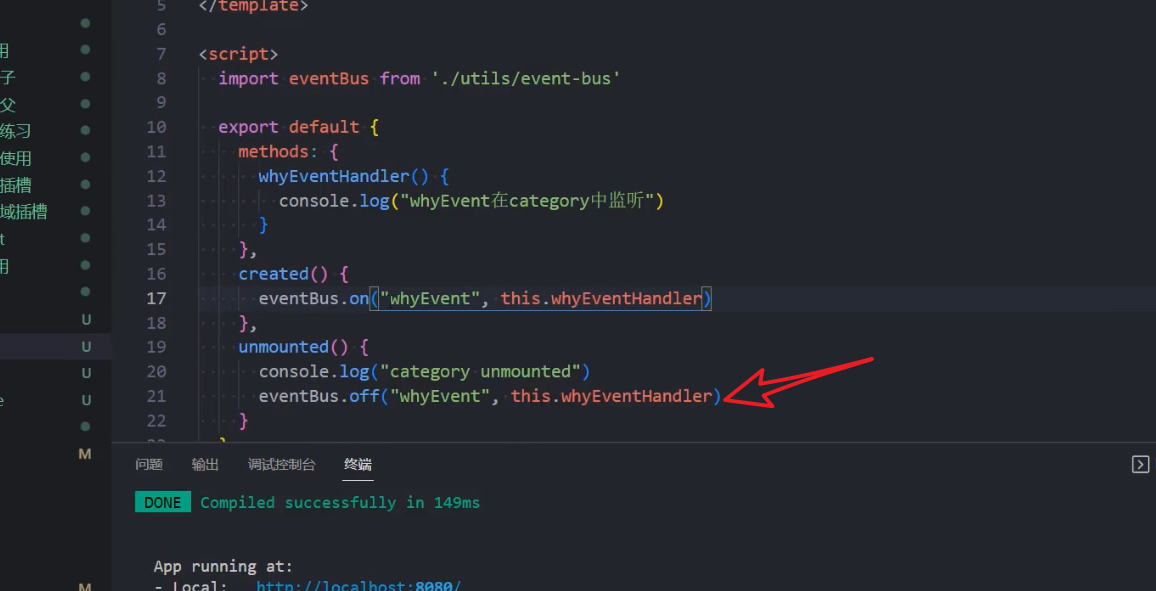 用
子
父
练习
使用
插槽
域插槽
t
用
U
U
U
e U
M
M
5 </template>
6
7 <script>
8 import eventBus from './utils/event-bus'
9
10 export default {
11 methods: {
12 whyEventHandler() {
13 console.log("whyEvent在category中监听")
14 }
15 },
16 created() {
17 eventBus.on("whyEvent", this.whyEventHandler)
18 },
19 unmounted() {
20 console.log("category unmounted")
21 eventBus.off("whyEvent", this.whyEventHandler)
22 }
23 }
问题 输出 调试控制台 终端
DONE Compiled successfully in 149ms
App running at:
- Local: http://localhost:8080/